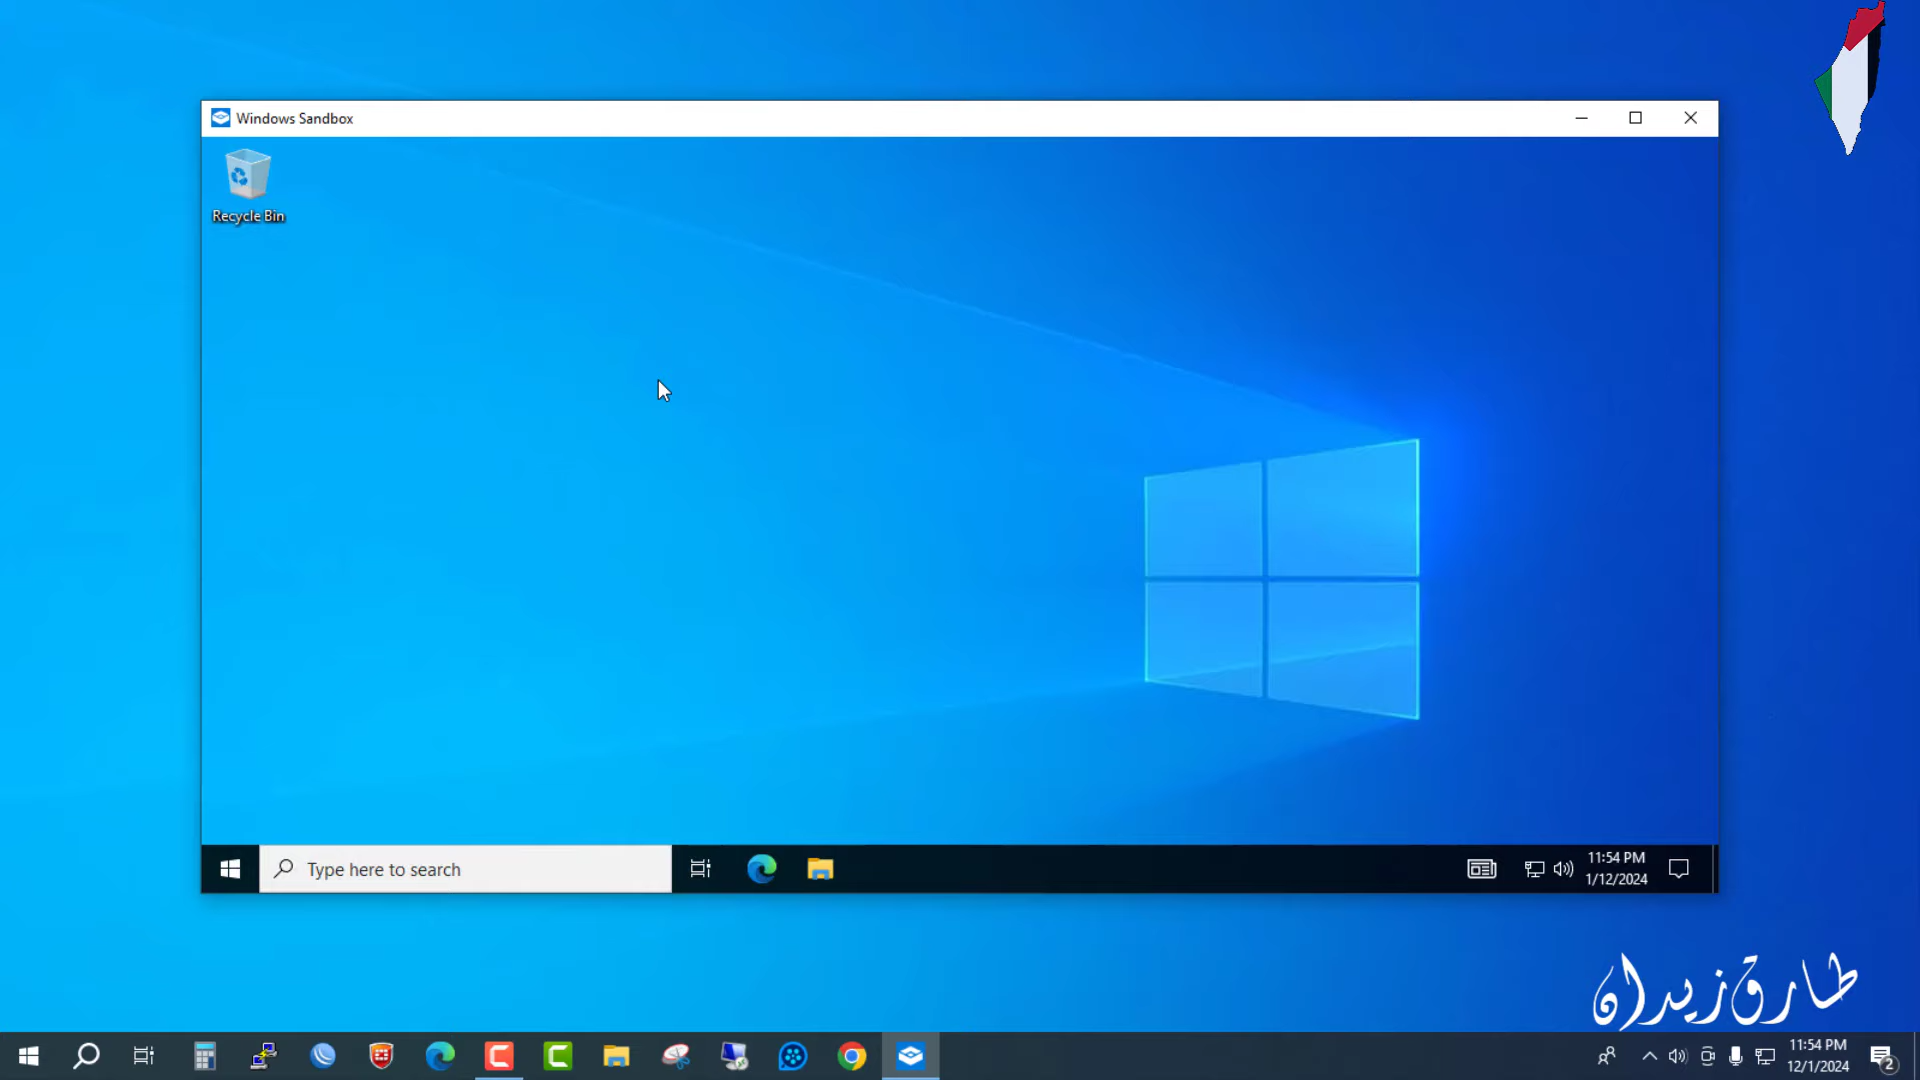 Windows Sandbox
Recycle Bin
Type here to search
11:54 PM
1/12/2024
طارق زيدان
11:54 PM
12/1/2024
2